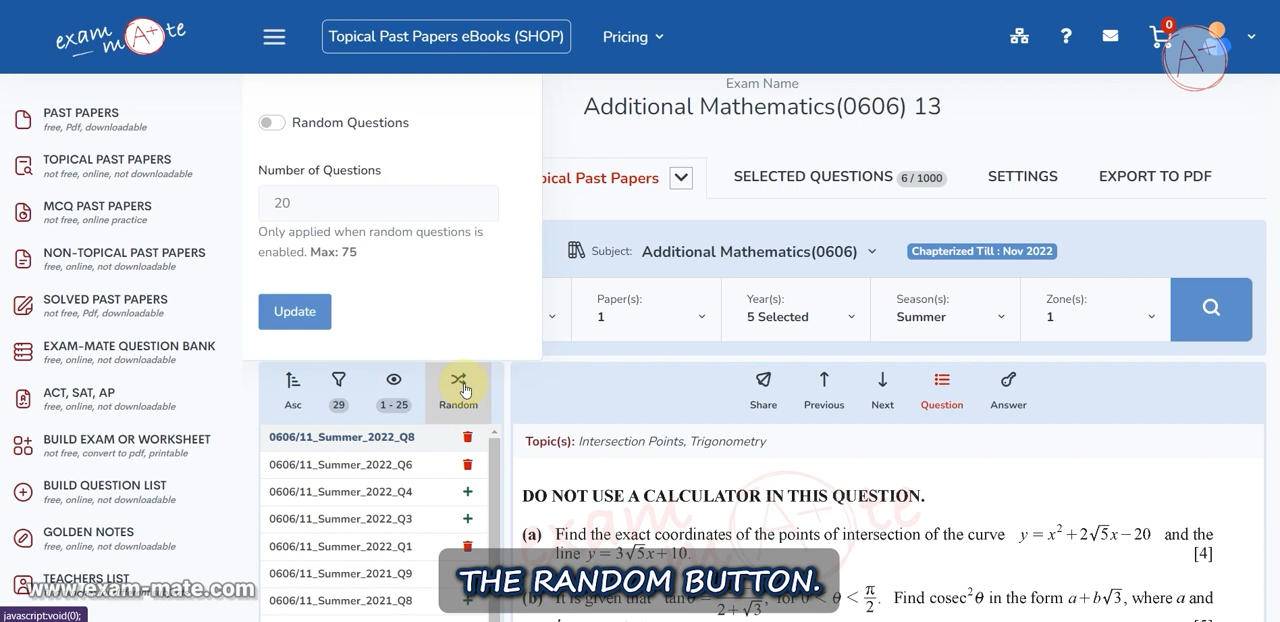 exam mate A+
Topical Past Papers eBooks (SHOP)
Pricing
?
0
A+
PAST PAPERS
free, Pdf, downloadable
TOPICAL PAST PAPERS
not free, online, not downloadable
MCQ PAST PAPERS
not free, online practice
NON-TOPICAL PAST PAPERS
free, online, not downloadable
SOLVED PAST PAPERS
not free, Pdf, downloadable
EXAM-MATE QUESTION BANK
free, online, not downloadable
ACT, SAT, AP
free, online, not downloadable
BUILD EXAM OR WORKSHEET
not free, convert to pdf, printable
BUILD QUESTION LIST
not free, online, not downloadable
GOLDEN NOTES
free, online, not downloadable
TEACHERS LIST
www.exam-mate.com
javascript:void(0);
Random Questions
Number of Questions
20
Only applied when random questions is
enabled. Max: 75
Update
Exam Name
Additional Mathematics(0606) 13
pical Past Papers
SELECTED QUESTIONS 6 / 1000
SETTINGS
EXPORT TO PDF
Subject: Additional Mathematics(0606)
Chapterized Till : Nov 2022
Paper(s):
1
Year(s):
5 Selected
Season(s):
Summer
Zone(s):
1
Asc
29
1 - 25
Random
0606/11_Summer_2022_Q8
0606/11_Summer_2022_Q6
0606/11_Summer_2022_Q4
0606/11_Summer_2022_Q3
0606/11_Summer_2022_Q1
0606/11_Summer_2021_Q9
0606/11_Summer_2021_Q8
Share
Previous
Next
Question
Answer
Topic(s): Intersection Points, Trigonometry
DO NOT USE A CALCULATOR IN THIS QUESTION.
(a) Find the exact coordinates of the points of intersection of the curve y = x² + 2√5x − 20 and the
line y = 3√5x + 10. [4]
(b) It is given that tan θ = 2+√3, for 0 < θ < π/2. Find cosec²θ in the form a + b√3, where a and
THE RANDOM BUTTON.